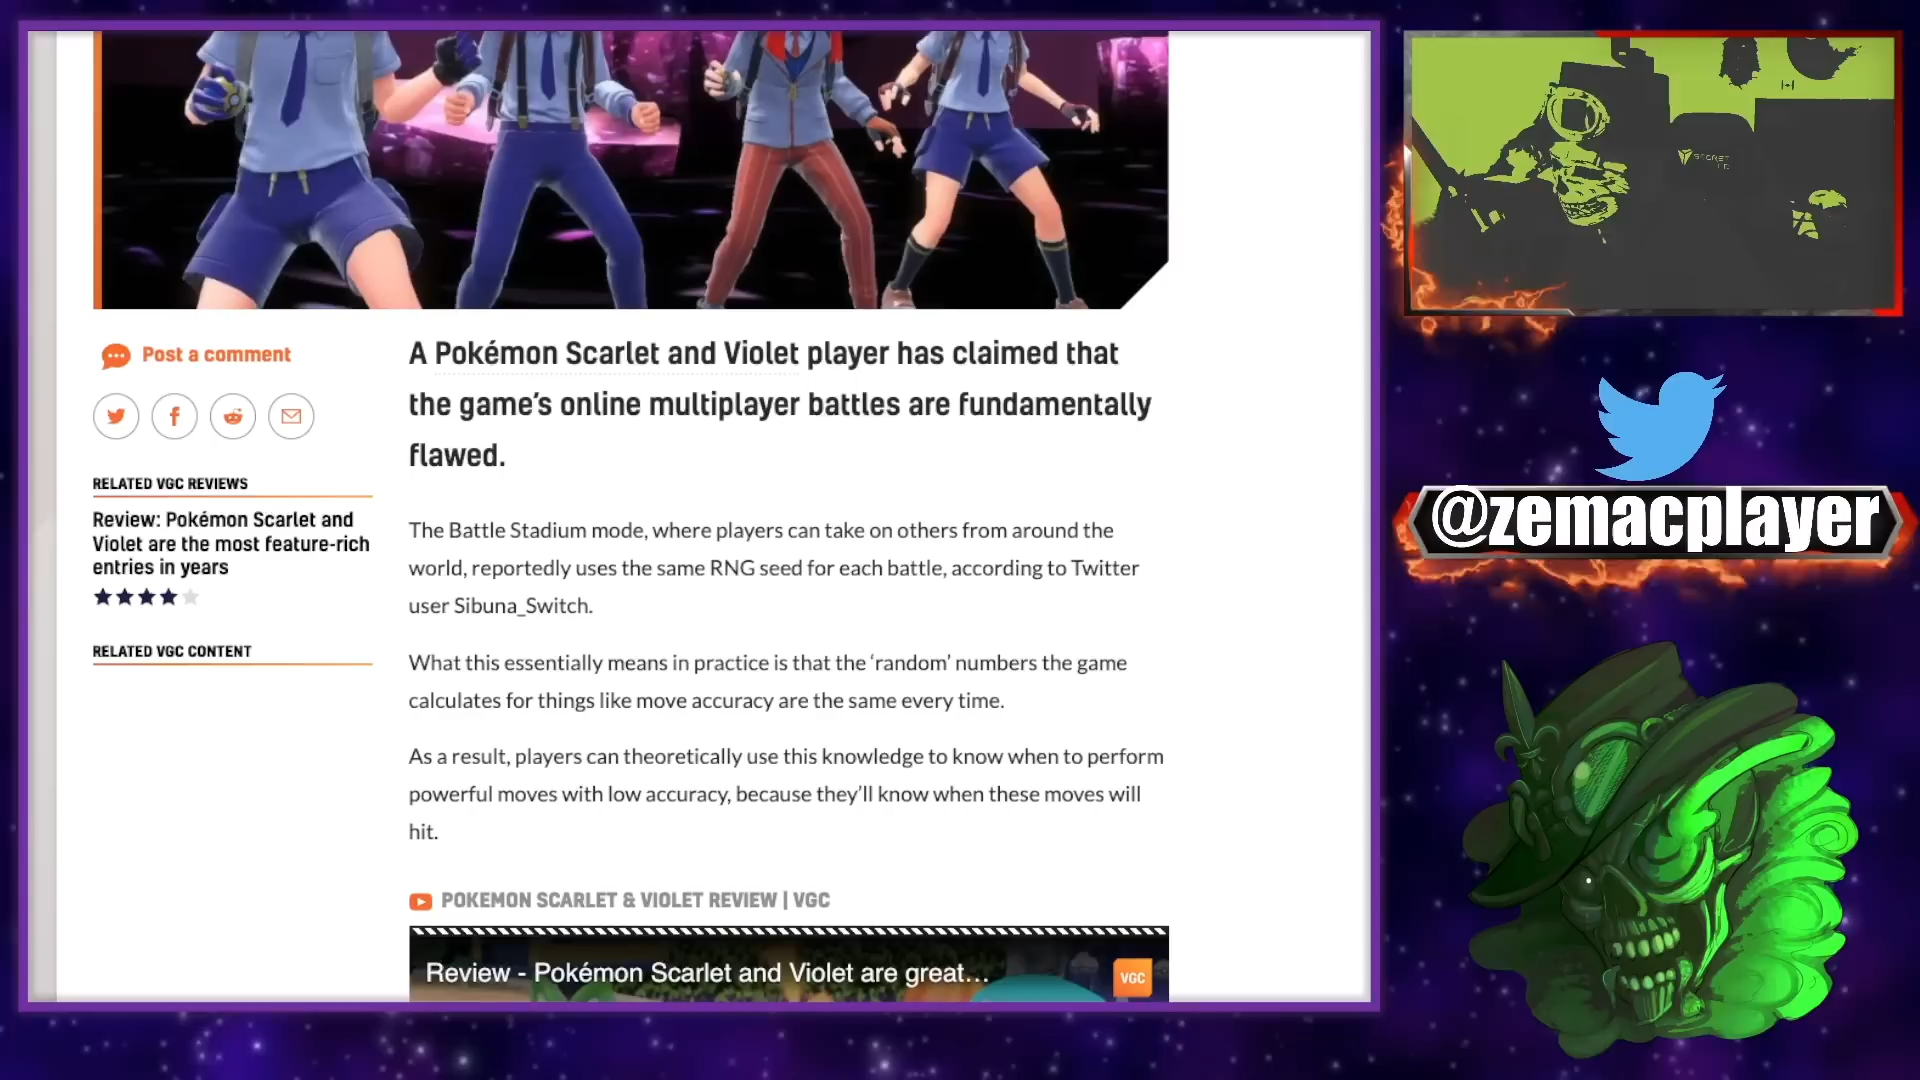 Post a comment
RELATED VGC REVIEWS
Review: Pokémon Scarlet and
Violet are the most feature-rich
entries in years
RELATED VGC CONTENT
A Pokémon Scarlet and Violet player has claimed that
the game's online multiplayer battles are fundamentally
flawed.
The Battle Stadium mode, where players can take on others from around the
world, reportedly uses the same RNG seed for each battle, according to Twitter
user Sibuna_Switch.
What this essentially means in practice is that the ‘random’ numbers the game
calculates for things like move accuracy are the same every time.
As a result, players can theoretically use this knowledge to know when to perform
powerful moves with low accuracy, because they’ll know when these moves will
hit.
POKEMON SCARLET & VIOLET REVIEW | VGC
Review - Pokémon Scarlet and Violet are great...
VGC
SECRET
@zemacplayer